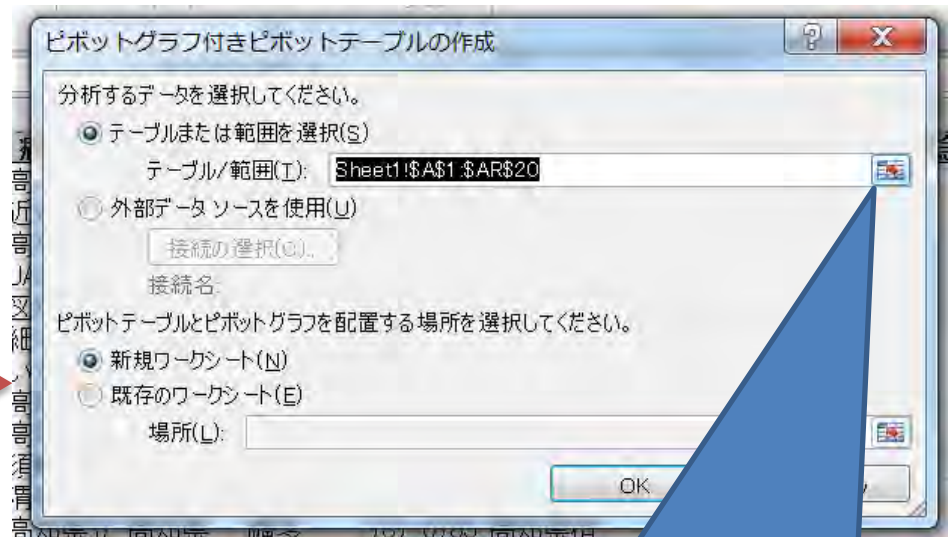 ピボットグラフ付きピボットテーブルの作成
分析するデータを選択してください。
テーブルまたは範囲を選択(S)
テーブル/範囲(T): Sheet1!$A$1:$AR$20
外部データ ソースを使用(U)
接続の選択(C)...
接続名:
ピボットテーブルとピボットグラフを配置する場所を選択してください。
新規ワークシート(N)
既存のワークシート(E)
場所(L):
OK